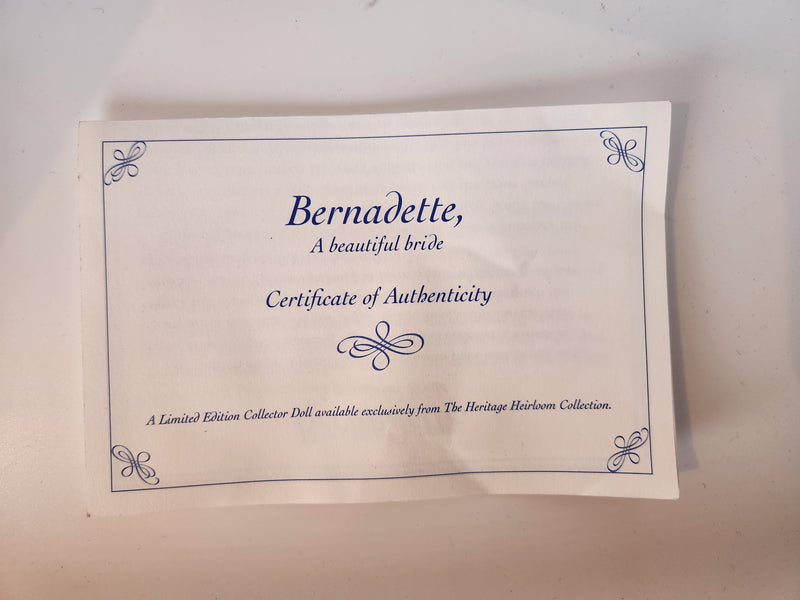 Bernadette,
A beautiful bride
Certificate of Authenticity
A Limited Edition Collector Doll available exclusively from The Heritage Heirloom Collection.